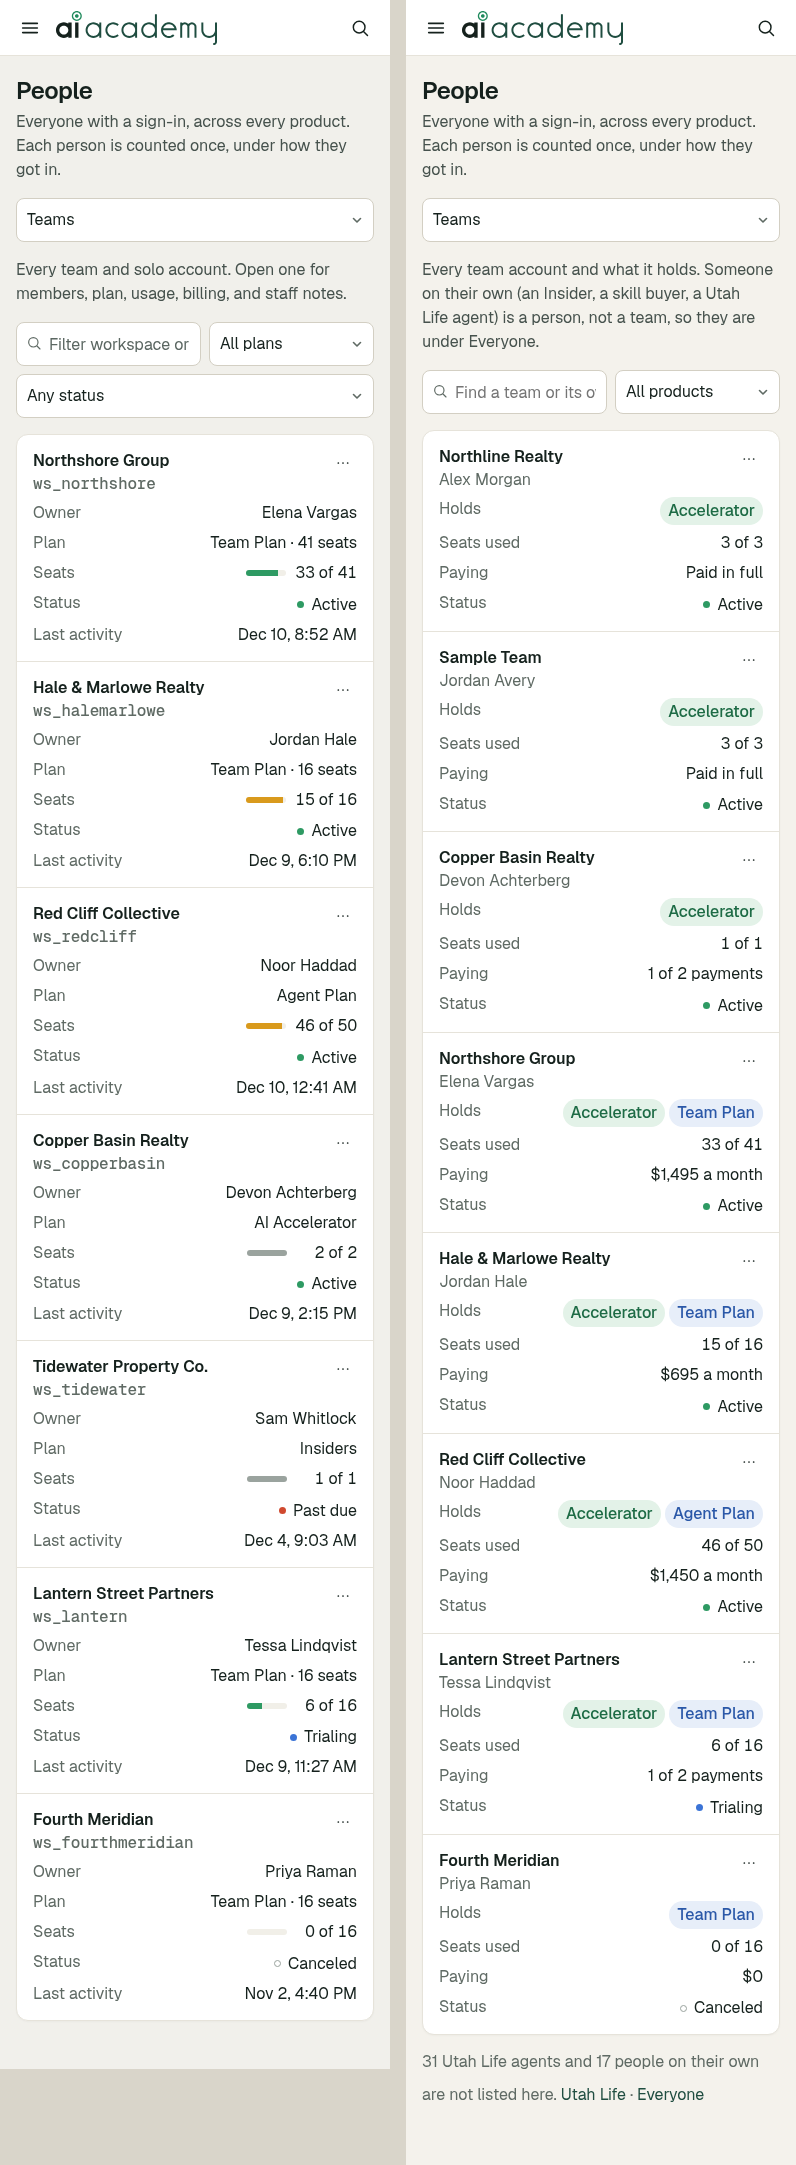 ai academy
People
Everyone with a sign-in, across every product.
Each person is counted once, under how they
got in.
Teams
Every team and solo account. Open one for
members, plan, usage, billing, and staff notes.
Filter workspace or
All plans
Any status
Northshore Group ...
ws_northshore
Owner Elena Vargas
Plan Team Plan · 41 seats
Seats 33 of 41
Status Active
Last activity Dec 10, 8:52 AM
Hale & Marlowe Realty ...
ws_halemarlowe
Owner Jordan Hale
Plan Team Plan · 16 seats
Seats 15 of 16
Status Active
Last activity Dec 9, 6:10 PM
Red Cliff Collective ...
ws_redcliff
Owner Noor Haddad
Plan Agent Plan
Seats 46 of 50
Status Active
Last activity Dec 10, 12:41 AM
Copper Basin Realty ...
ws_copperbasin
Owner Devon Achterberg
Plan AI Accelerator
Seats 2 of 2
Status Active
Last activity Dec 9, 2:15 PM
Tidewater Property Co. ...
ws_tidewater
Owner Sam Whitlock
Plan Insiders
Seats 1 of 1
Status Past due
Last activity Dec 4, 9:03 AM
Lantern Street Partners ...
ws_lantern
Owner Tessa Lindqvist
Plan Team Plan · 16 seats
Seats 6 of 16
Status Trialing
Last activity Dec 9, 11:27 AM
Fourth Meridian ...
ws_fourthmeridian
Owner Priya Raman
Plan Team Plan · 16 seats
Seats 0 of 16
Status Canceled
Last activity Nov 2, 4:40 PM
ai academy
People
Everyone with a sign-in, across every product.
Each person is counted once, under how they
got in.
Teams
Every team account and what it holds. Someone
on their own (an Insider, a skill buyer, a Utah
Life agent) is a person, not a team, so they are
under Everyone.
Find a team or its o
All products
Northline Realty ...
Alex Morgan
Holds Accelerator
Seats used 3 of 3
Paying Paid in full
Status Active
Sample Team ...
Jordan Avery
Holds Accelerator
Seats used 3 of 3
Paying Paid in full
Status Active
Copper Basin Realty ...
Devon Achterberg
Holds Accelerator
Seats used 1 of 1
Paying 1 of 2 payments
Status Active
Northshore Group ...
Elena Vargas
Holds Accelerator Team Plan
Seats used 33 of 41
Paying $1,495 a month
Status Active
Hale & Marlowe Realty ...
Jordan Hale
Holds Accelerator Team Plan
Seats used 15 of 16
Paying $695 a month
Status Active
Red Cliff Collective ...
Noor Haddad
Holds Accelerator Agent Plan
Seats used 46 of 50
Paying $1,450 a month
Status Active
Lantern Street Partners ...
Tessa Lindqvist
Holds Accelerator Team Plan
Seats used 6 of 16
Paying 1 of 2 payments
Status Trialing
Fourth Meridian ...
Priya Raman
Holds Team Plan
Seats used 0 of 16
Paying $0
Status Canceled
31 Utah Life agents and 17 people on their own
are not listed here. Utah Life · Everyone